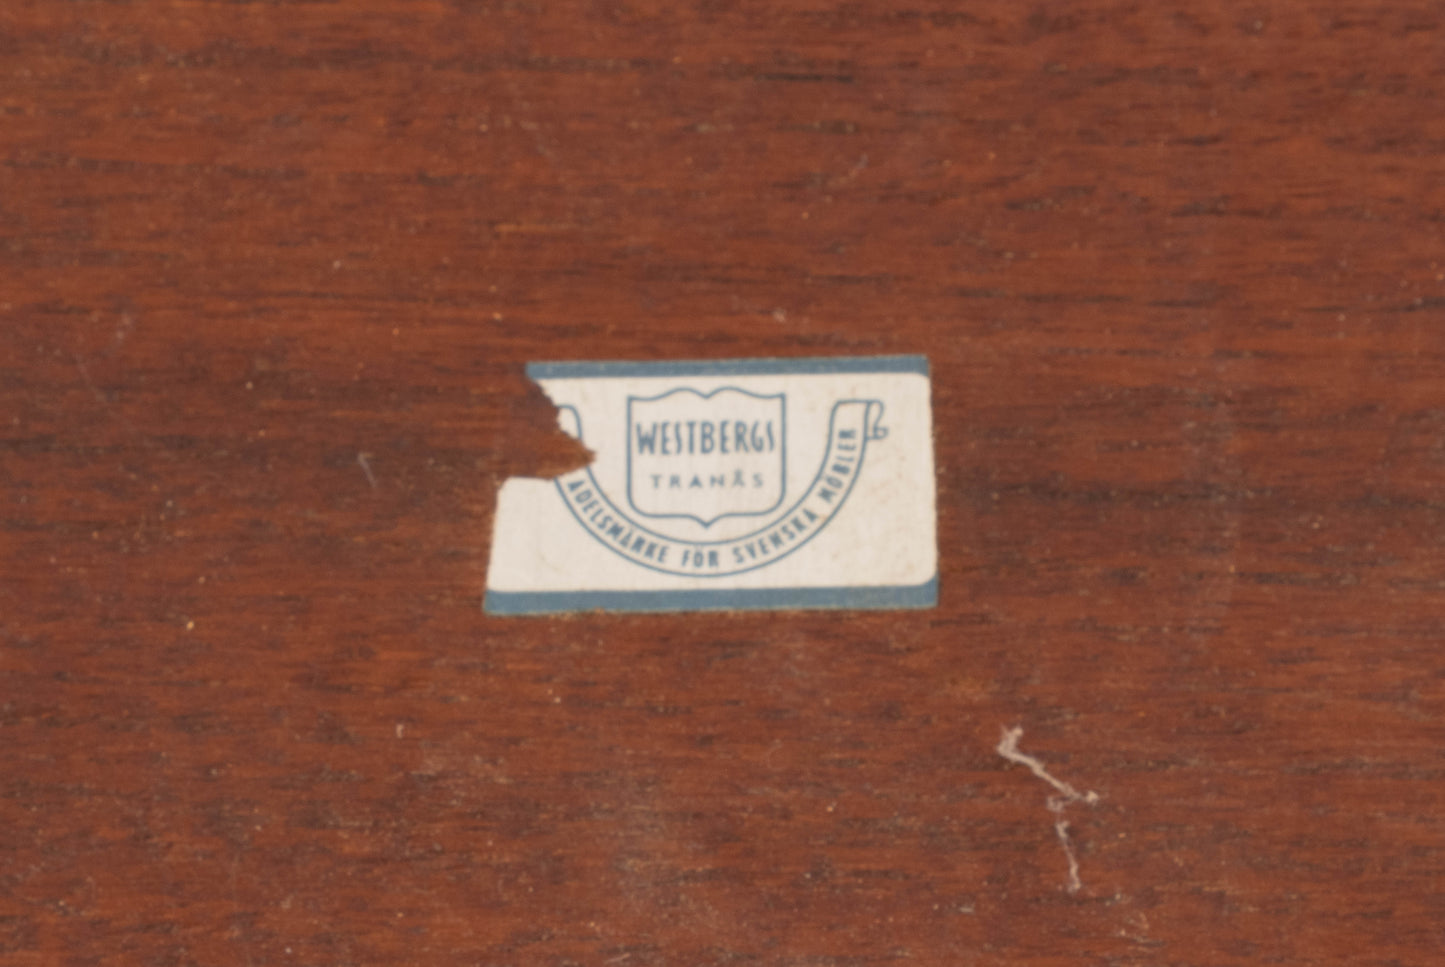 WESTBERGS
TRANÅS
ADELSMÄRKE FÖR SVENSKA MÖBLER